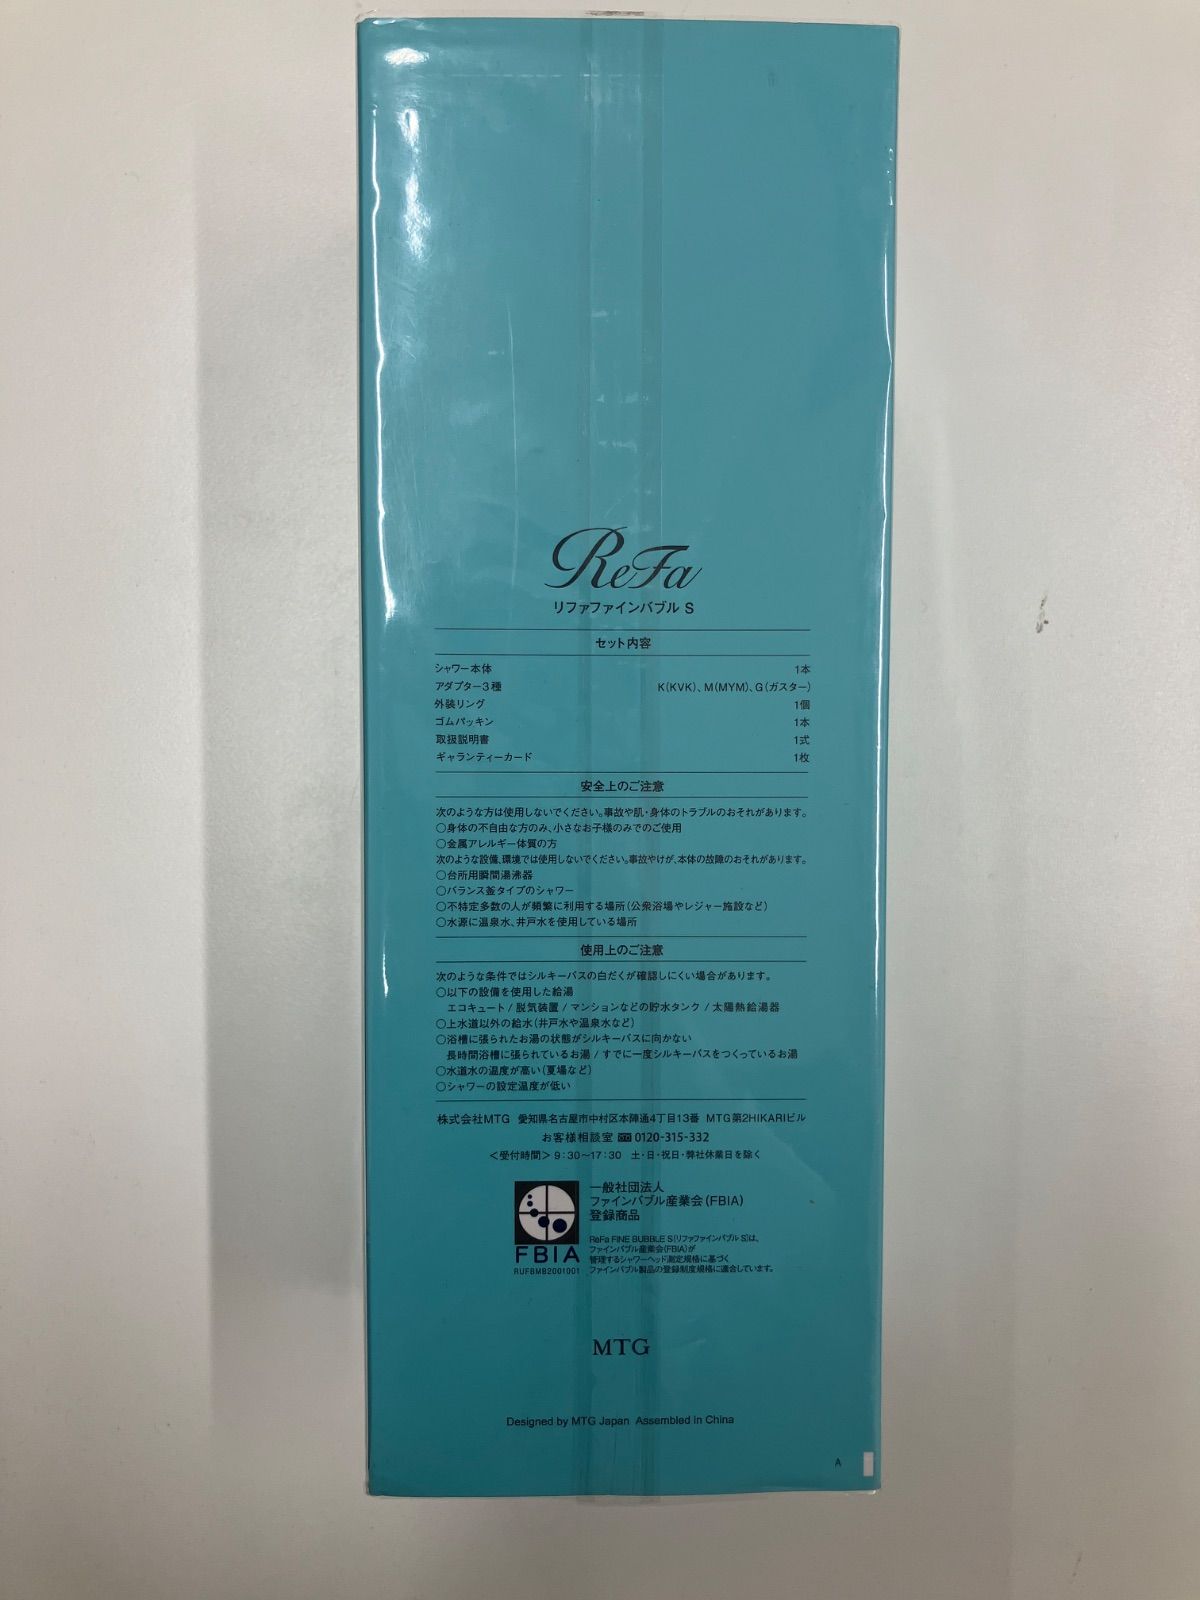 ReFa
リファファインバブル S
セット内容
シャワー本体 1本
アダプター3種 K(KVK)、M(MYM)、G(ガスター)
外装リング 1個
ゴムパッキン 1本
取扱説明書 1式
ギャランティーカード 1枚
安全上のご注意
次のような方は使用しないでください。事故や肌・身体のトラブルのおそれがあります。
○身体の不自由な方のみ、小さなお子様のみでのご使用
○金属アレルギー体質の方
次のような設備、環境では使用しないでください。事故やけが、本体の故障のおそれがあります。
○台所用瞬間湯沸器
○バランス釜タイプのシャワー
○不特定多数の人が頻繁に利用する場所(公衆浴場やレジャー施設など)
○水源に温泉水、井戸水を使用している場所
使用上のご注意
次のような条件ではシルキーバスの白だくが確認しにくい場合があります。
○以下の設備を使用した給湯
エコキュート / 脱気装置 / マンションなどの貯水タンク / 太陽熱給湯器
○上水道以外の給水(井戸水や温泉水など)
○浴槽に張られたお湯の状態がシルキーバスに向かない
長時間浴槽に張られているお湯 / すでに一度シルキーバスをつくっているお湯
○水道水の温度が高い(夏場など)
○シャワーの設定温度が低い
株式会社MTG 愛知県名古屋市中村区本陣通4丁目13番 MTG第2HIKARIビル
お客様相談室 0120-315-332
<受付時間> 9:30~17:30 土・日・祝日・弊社休業日を除く
一般社団法人
ファインバブル産業会(FBIA)
登録商品
FBIA
RUFBMB2001001
ReFa FINE BUBBLE S[リファファインバブル S]は、
ファインバブル産業会(FBIA)が
管理するシャワーヘッド測定規格に基づく
ファインバブル製品の登録制度規格に適合しています。
MTG
Designed by MTG Japan Assembled in China
A